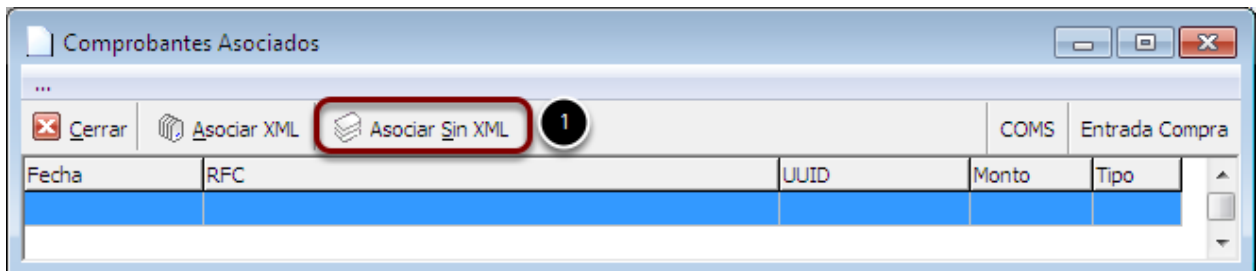 Comprobantes Asociados
...
Cerrar Asociar XML Asociar Sin XML 1 COMS Entrada Compra
Fecha RFC UUID Monto Tipo